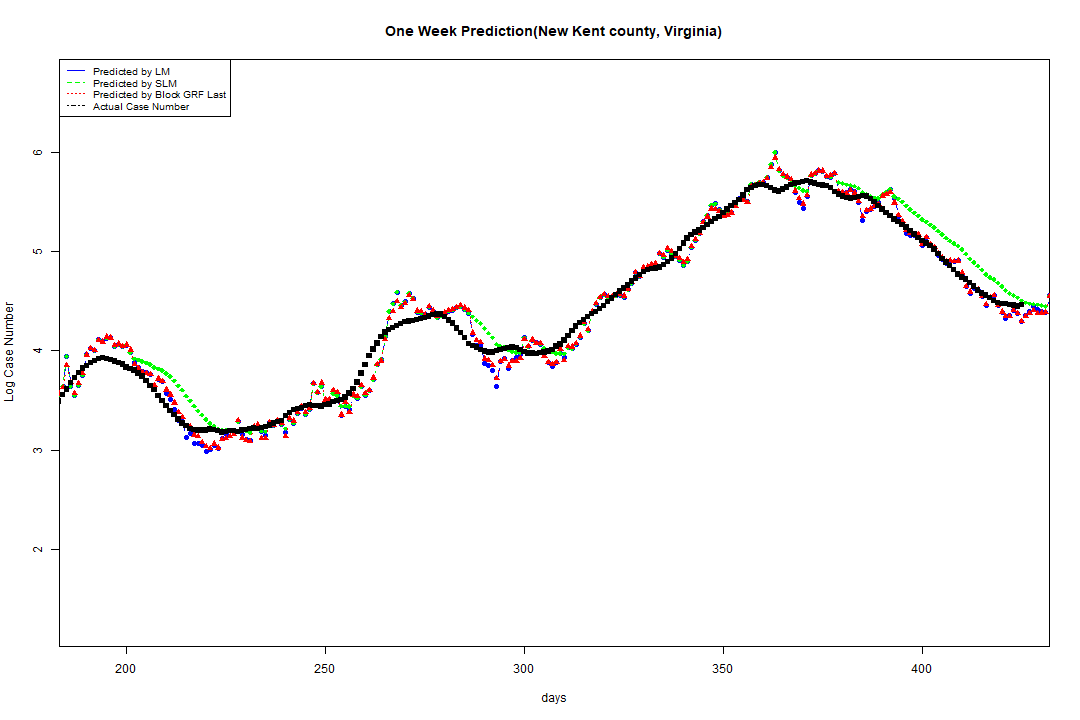 One Week Prediction(New Kent county, Virginia)
Predicted by LM
Predicted by SLM
Predicted by Block GRF Last
Actual Case Number
6
5
4
3
2
Log Case Number
200 250 300 350 400
days